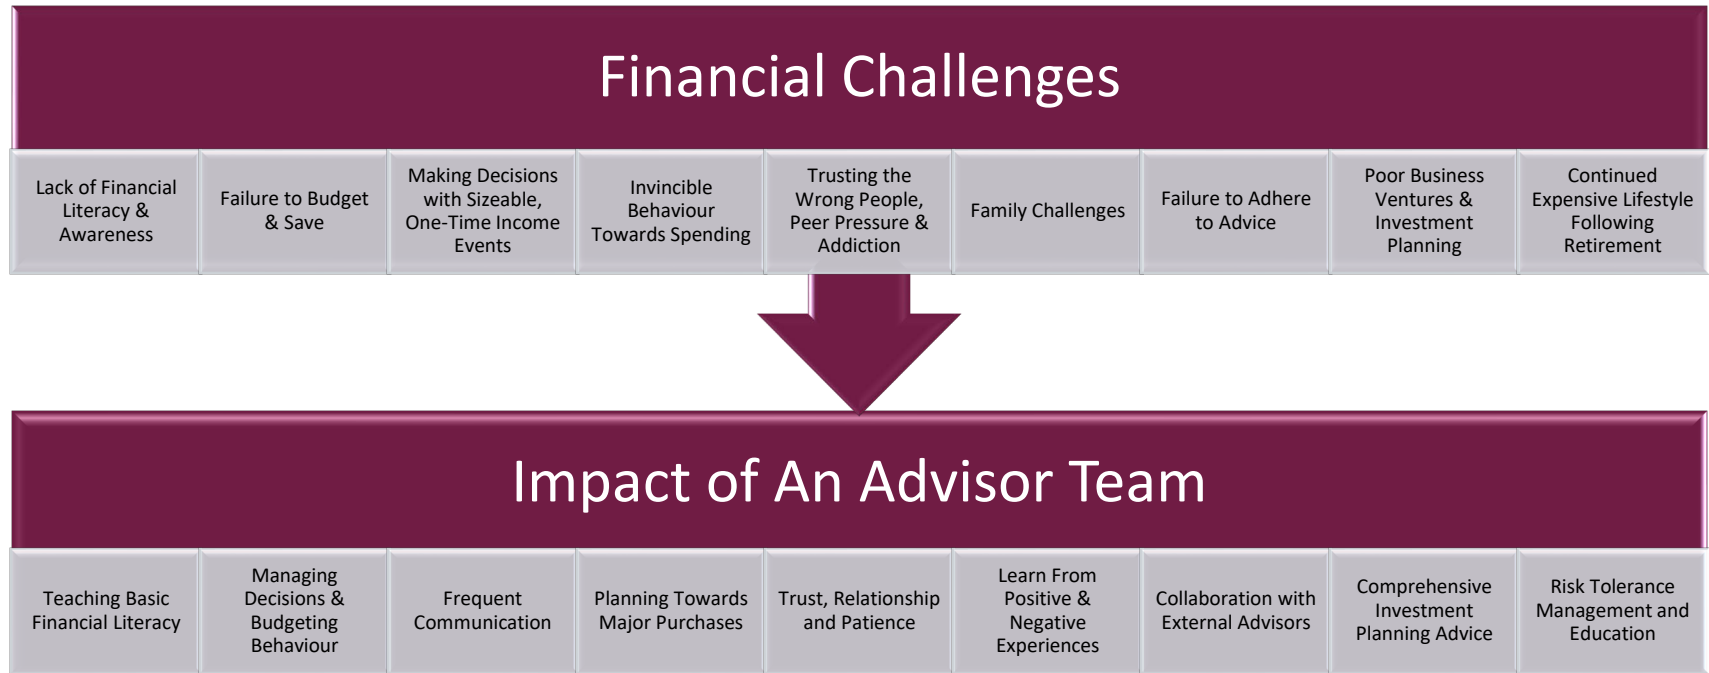 Financial Challenges
Lack of Financial
Literacy &
Awareness
Failure to Budget
& Save
Making Decisions
with Sizeable,
One-Time Income
Events
Invincible
Behaviour
Towards Spending
Trusting the
Wrong People,
Peer Pressure &
Addiction
Family Challenges
Failure to Adhere
to Advice
Poor Business
Ventures &
Investment
Planning
Continued
Expensive Lifestyle
Following
Retirement
Impact of An Advisor Team
Teaching Basic
Financial Literacy
Managing
Decisions &
Budgeting
Behaviour
Frequent
Communication
Planning Towards
Major Purchases
Trust, Relationship
and Patience
Learn From
Positive &
Negative
Experiences
Collaboration with
External Advisors
Comprehensive
Investment
Planning Advice
Risk Tolerance
Management and
Education